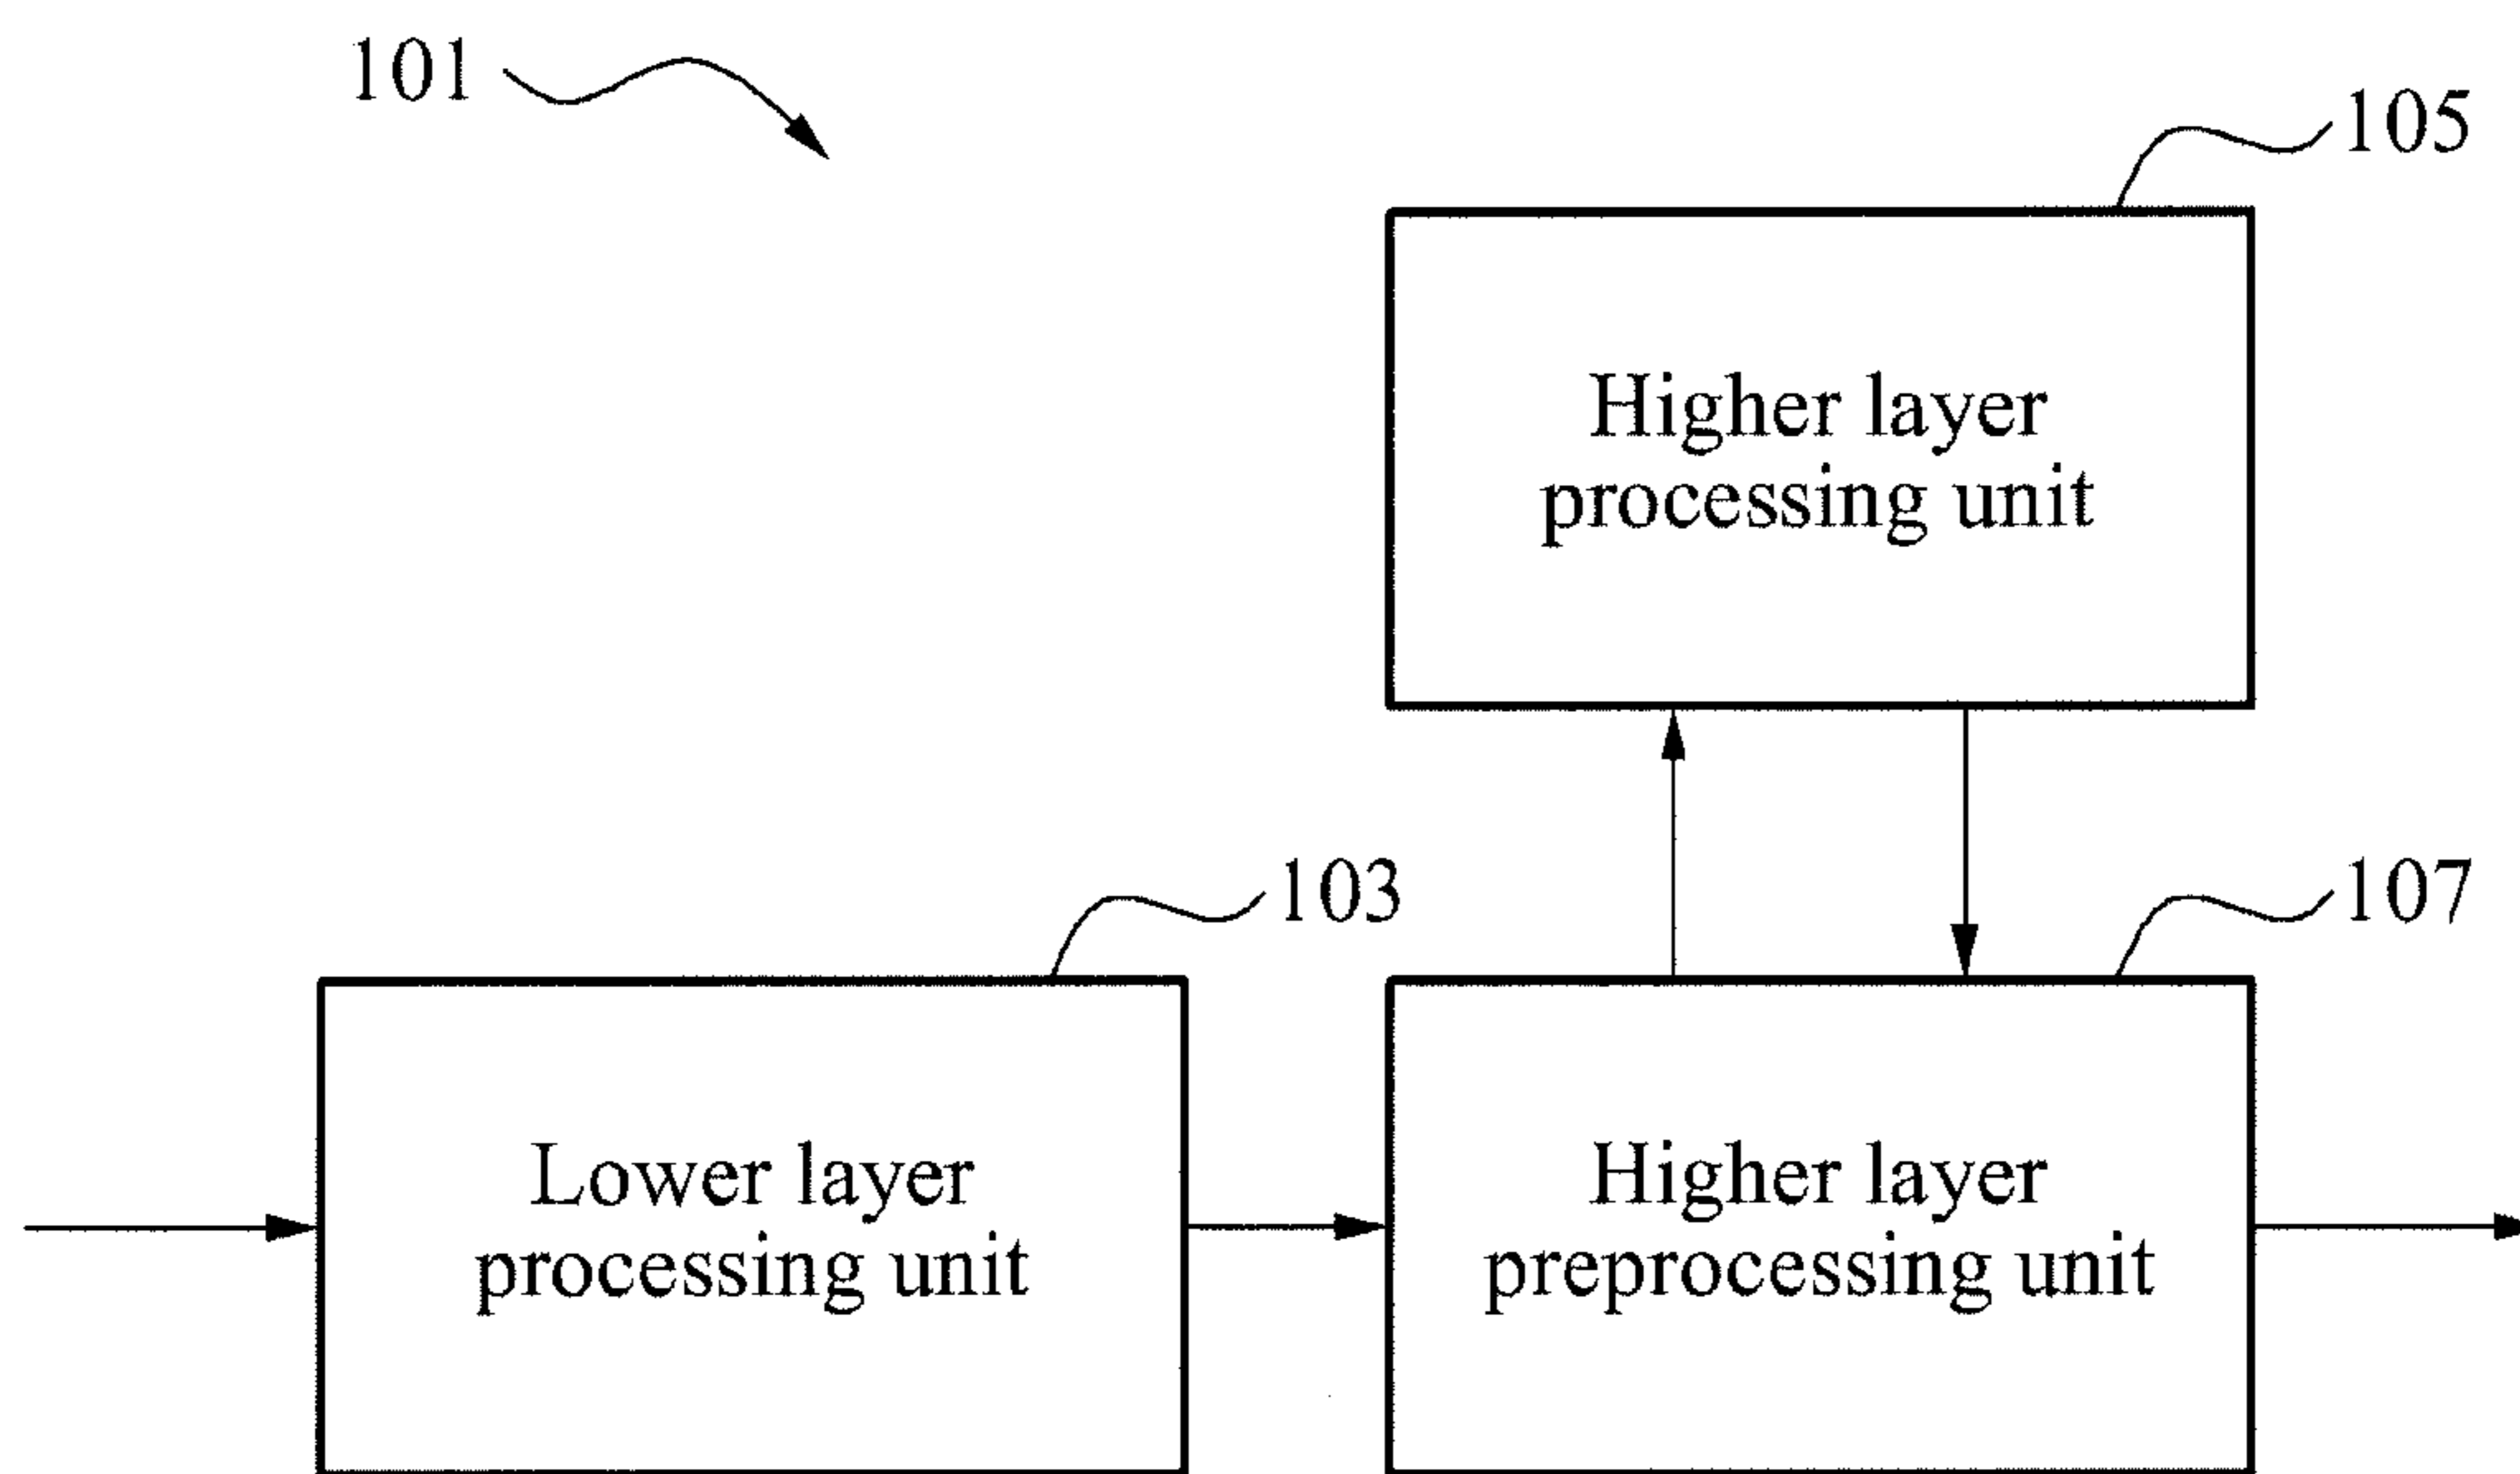 101
105
Higher layer
processing unit
103
107
Lower layer
processing unit
Higher layer
preprocessing unit